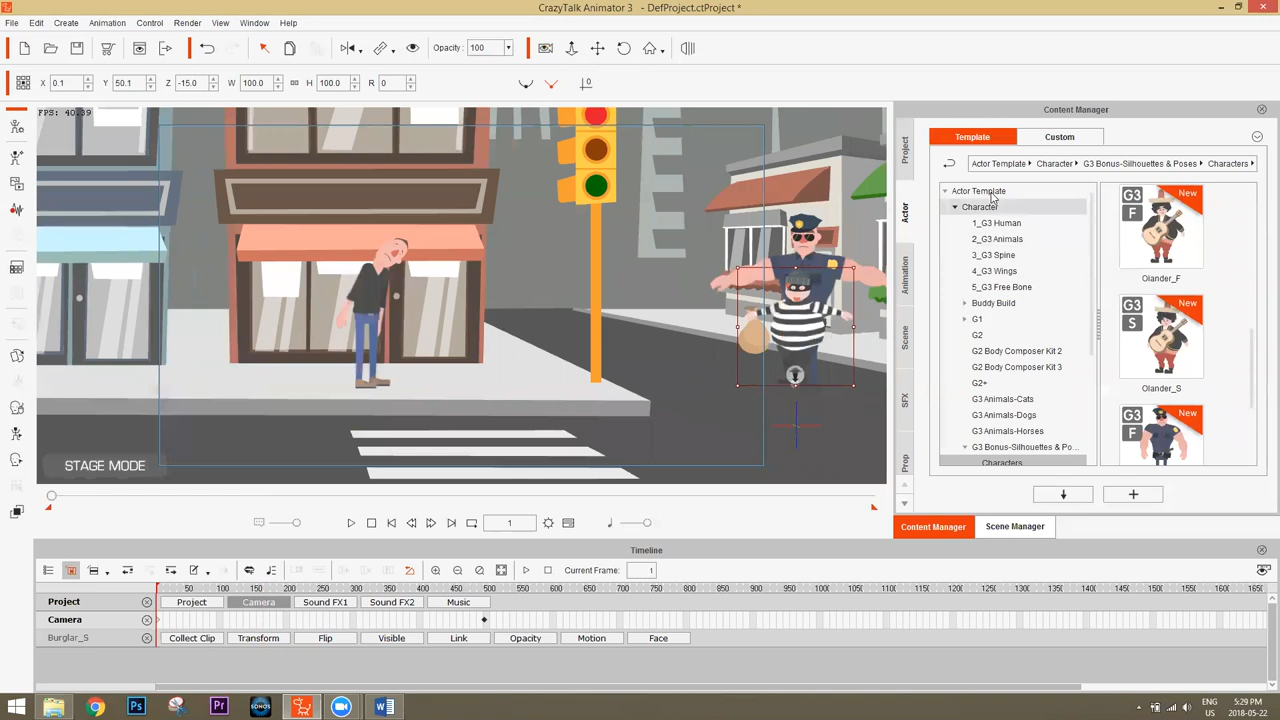 CrazyTalk Animator 3 - DefProject.ctProject *
File Edit Create Animation Control Render View Window Help
Opacity : 100
X 0.1 Y 50.1 Z -15.0 W 100.0 H 100.0 R 0
FPS: 40.39
STAGE MODE
Content Manager
Template Custom
Actor Template Character G3 Bonus-Silhouettes & Poses Characters
Project
Actor
Animation
Scene
SFX
Prop
Actor Template
Character
1_G3 Human
2_G3 Animals
3_G3 Spine
4_G3 Wings
5_G3 Free Bone
Buddy Build
G1
G2
G2 Body Composer Kit 2
G2 Body Composer Kit 3
G2+
G3 Animals-Cats
G3 Animals-Dogs
G3 Animals-Horses
G3 Bonus-Silhouettes & Po...
Characters
G3 F New
Olander_F
G3 S New
Olander_S
G3 F New
Content Manager Scene Manager
1
Timeline
Current Frame: 1
50 100 150 200 250 300 350 400 450 500 550 600 650 700 750 800 850 900 950 1000 1050 1100 1150 1200 1250 1300 1350 1400 1450 1500 1550 1600 165
Project Project Camera Sound FX1 Sound FX2 Music
Camera
Burglar_S Collect Clip Transform Flip Visible Link Opacity Motion Face
Ps Pr SONOS W
ENG 5:29 PM
US 2018-05-22